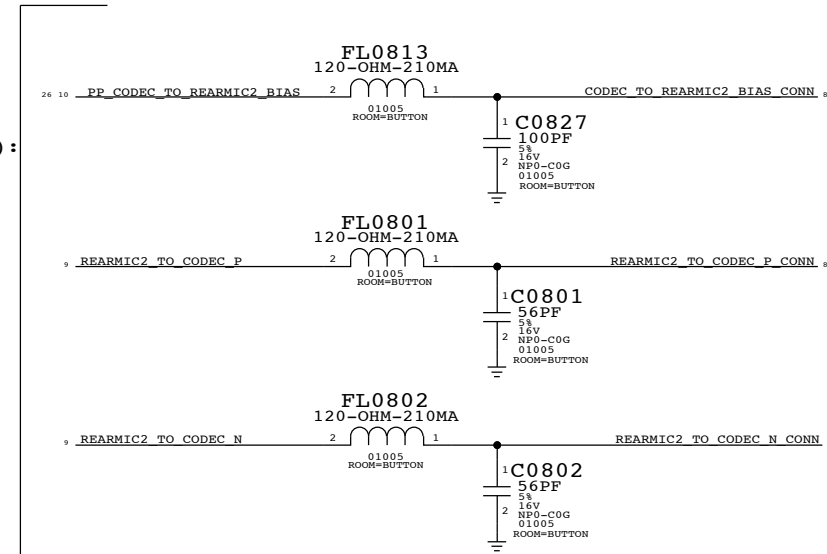 FL0813
120-OHM-210MA
26 10 PP_CODEC_TO_REARMIC2_BIAS 2 1 CODEC_TO_REARMIC2_BIAS_CONN 8
01005
ROOM=BUTTON
1 C0827
100PF
5%
16V
2 NP0-C0G
01005
ROOM=BUTTON
):
FL0801
120-OHM-210MA
9 REARMIC2_TO_CODEC_P 2 1 REARMIC2_TO_CODEC_P_CONN 8
01005
ROOM=BUTTON
1 C0801
56PF
5%
16V
2 NP0-C0G
01005
ROOM=BUTTON
FL0802
120-OHM-210MA
9 REARMIC2_TO_CODEC_N 2 1 REARMIC2_TO_CODEC_N_CONN
01005
ROOM=BUTTON
1 C0802
56PF
5%
16V
2 NP0-C0G
01005
ROOM=BUTTON